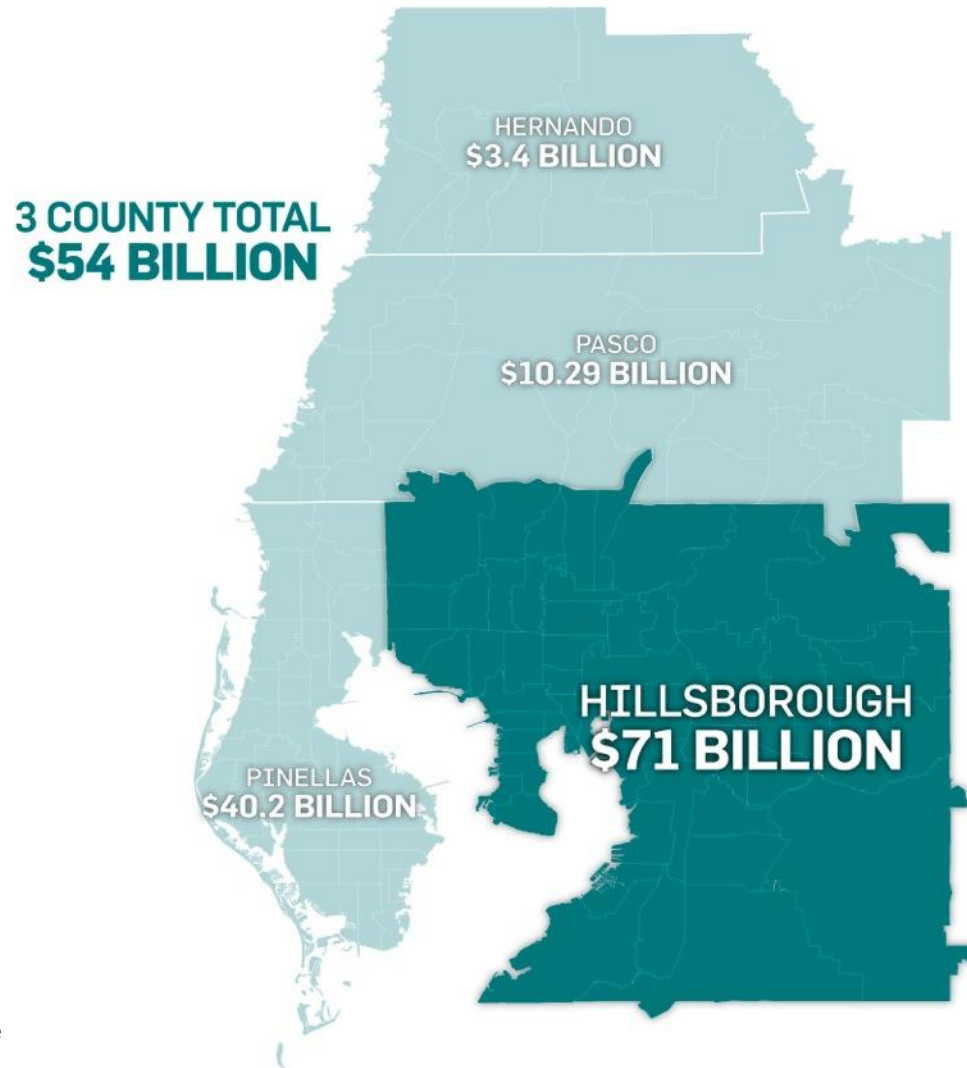 HERNANDO
$3.4 BILLION
3 COUNTY TOTAL
$54 BILLION
PASCO
$10.29 BILLION
HILLSBOROUGH
$71 BILLION
PINELLAS
$40.2 BILLION